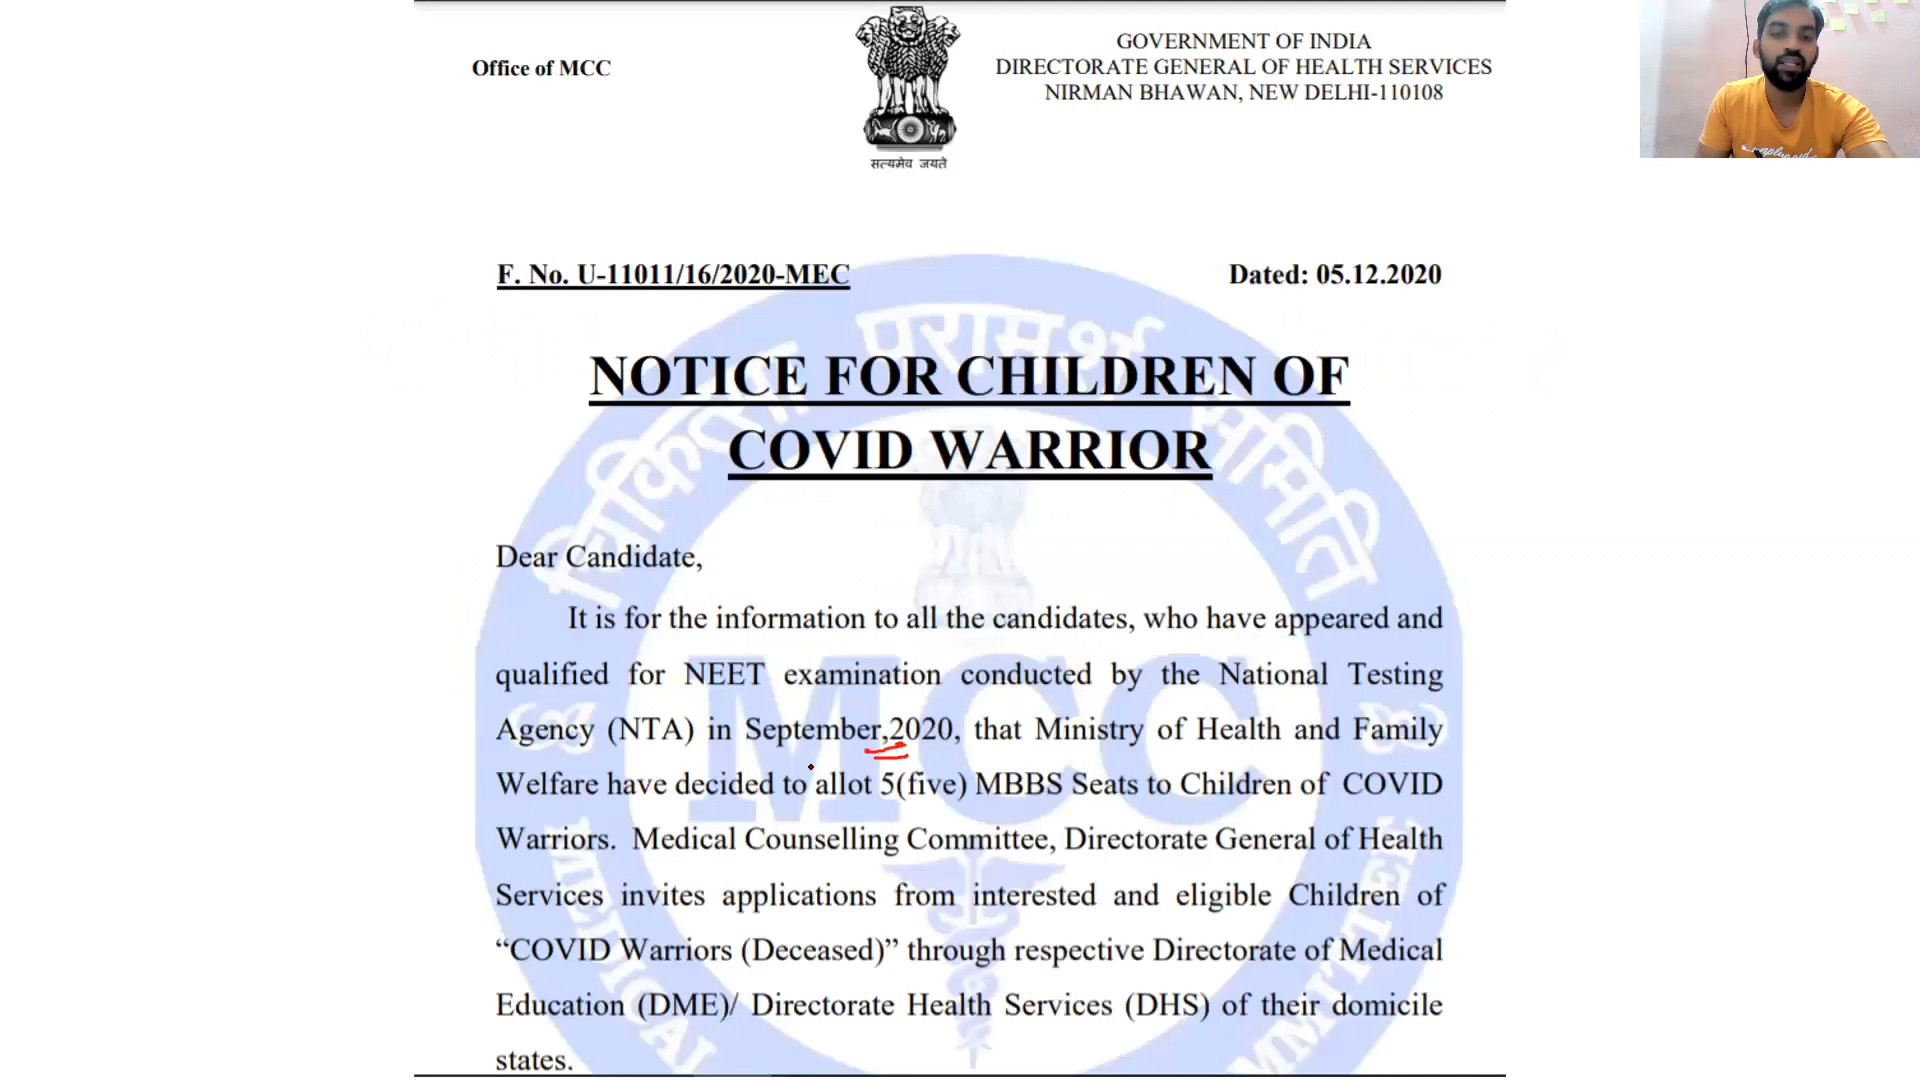 Office of MCC
सत्यमेव जयते
GOVERNMENT OF INDIA
DIRECTORATE GENERAL OF HEALTH SERVICES
NIRMAN BHAWAN, NEW DELHI-110108
F. No. U-11011/16/2020-MEC
Dated: 05.12.2020
चिकित्सा परामर्श समिति
NOTICE FOR CHILDREN OF
COVID WARRIOR
Dear Candidate,
It is for the information to all the candidates, who have appeared and
qualified for NEET examination conducted by the National Testing
Agency (NTA) in September,2020, that Ministry of Health and Family
Welfare have decided to allot 5(five) MBBS Seats to Children of COVID
Warriors. Medical Counselling Committee, Directorate General of Health
Services invites applications from interested and eligible Children of
“COVID Warriors (Deceased)” through respective Directorate of Medical
Education (DME)/ Directorate Health Services (DHS) of their domicile
states.
MCC
MEDICAL